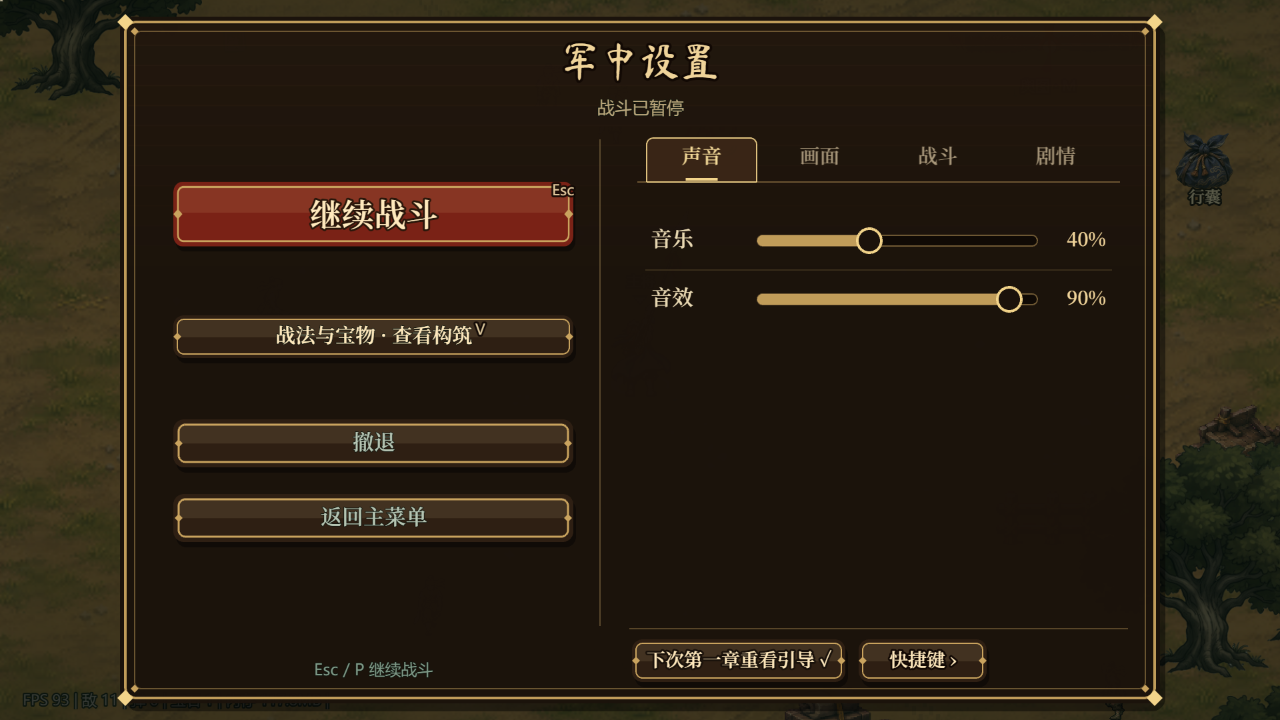 军中设置
战斗已暂停
继续战斗
Esc
战法与宝物 · 查看构筑 V
撤退
返回主菜单
Esc / P 继续战斗
声音
画面
战斗
剧情
音乐
40%
音效
90%
下次第一章重看引导 √
快捷键 ›
行囊
FPS 93 | 敌 11